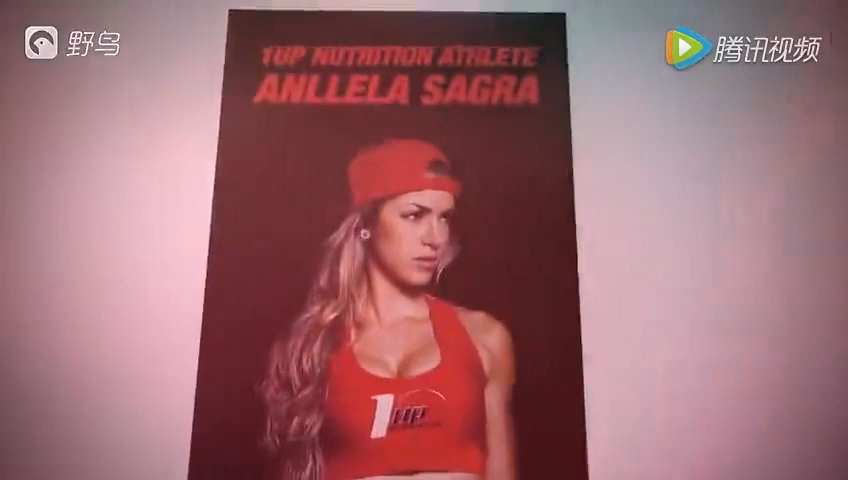 野鸟
腾讯视频
1UP NUTRITION ATHLETE
ANLLELA SAGRA
1UP